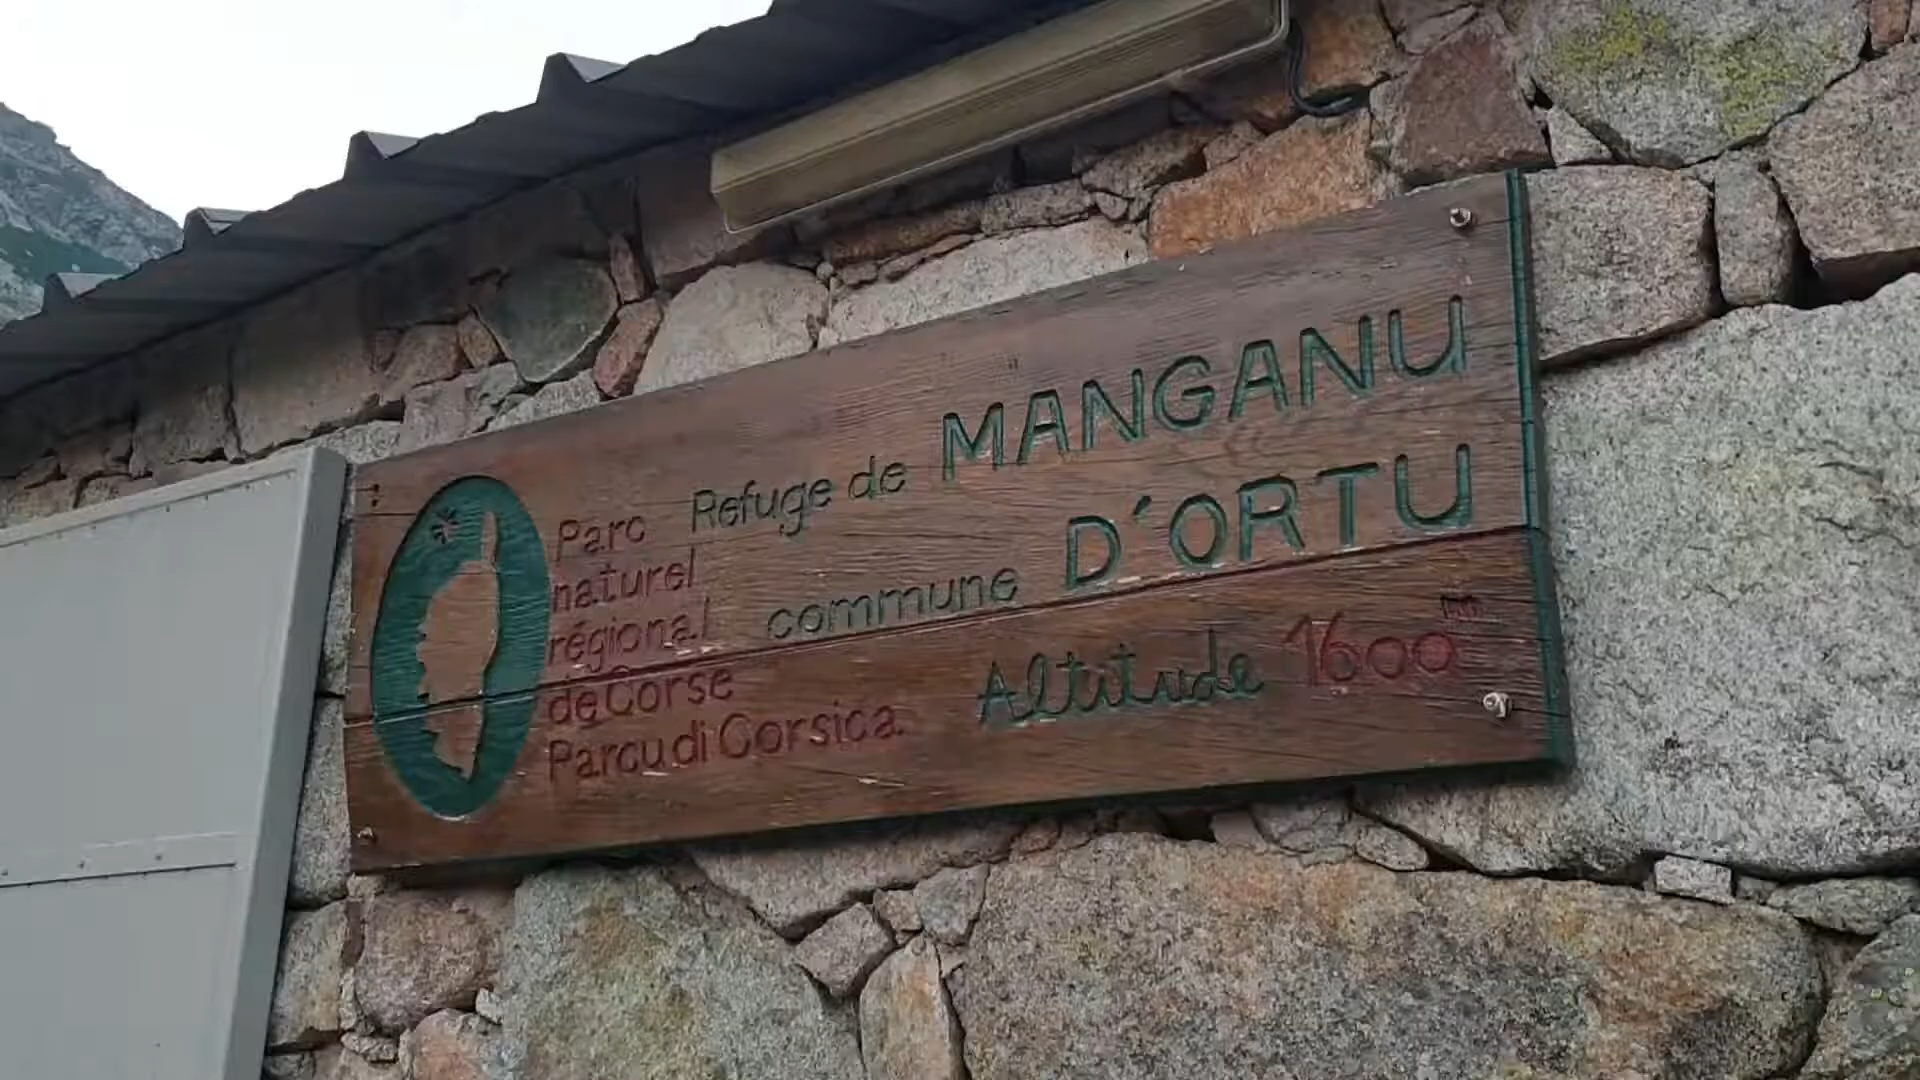 Parc
naturel
régional
de Corse
Parcu di Corsica
Refuge de MANGANU
commune D'ORTU
Altitude 1600 m